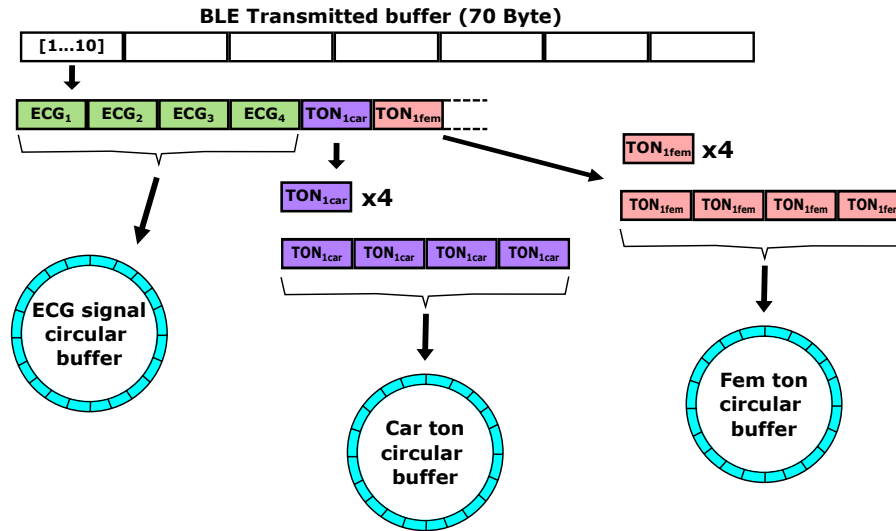 BLE Transmitted buffer (70 Byte)
[1...10]
ECG₁ ECG₂ ECG₃ ECG₄ TON₁car TON₁fem
TON₁fem x4
TON₁car x4
TON₁fem TON₁fem TON₁fem TON₁fem
TON₁car TON₁car TON₁car TON₁car
ECG signal
circular
buffer
Fem ton
circular
buffer
Car ton
circular
buffer